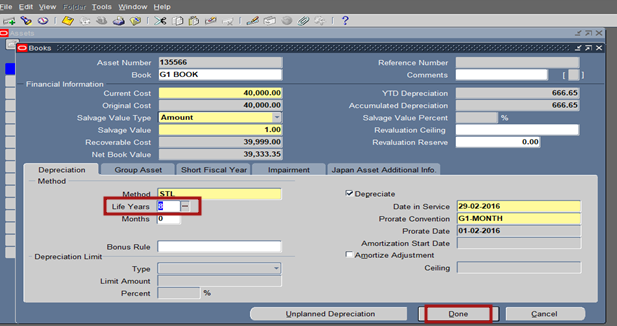 File Edit View Folder Tools Window Help
Assets
Books
Asset Number 135566 Reference Number
Book G1 BOOK Comments [ ]
Financial Information
Current Cost 40,000.00 YTD Depreciation 666.65
Original Cost 40,000.00 Accumulated Depreciation 666.65
Salvage Value Type Amount Salvage Value Percent %
Salvage Value 1.00 Revaluation Ceiling
Recoverable Cost 39,999.00 Revaluation Reserve 0.00
Net Book Value 39,333.35
Depreciation Group Asset Short Fiscal Year Impairment Japan Asset Additional Info.
Method
Method STL Depreciate
Life Years Date in Service 29-02-2016
Months 0 Prorate Convention G1-MONTH
Prorate Date 01-02-2016
Bonus Rule Amortization Start Date
Depreciation Limit Amortize Adjustment
Type Ceiling
Limit Amount
Percent %
Unplanned Depreciation Done Cancel